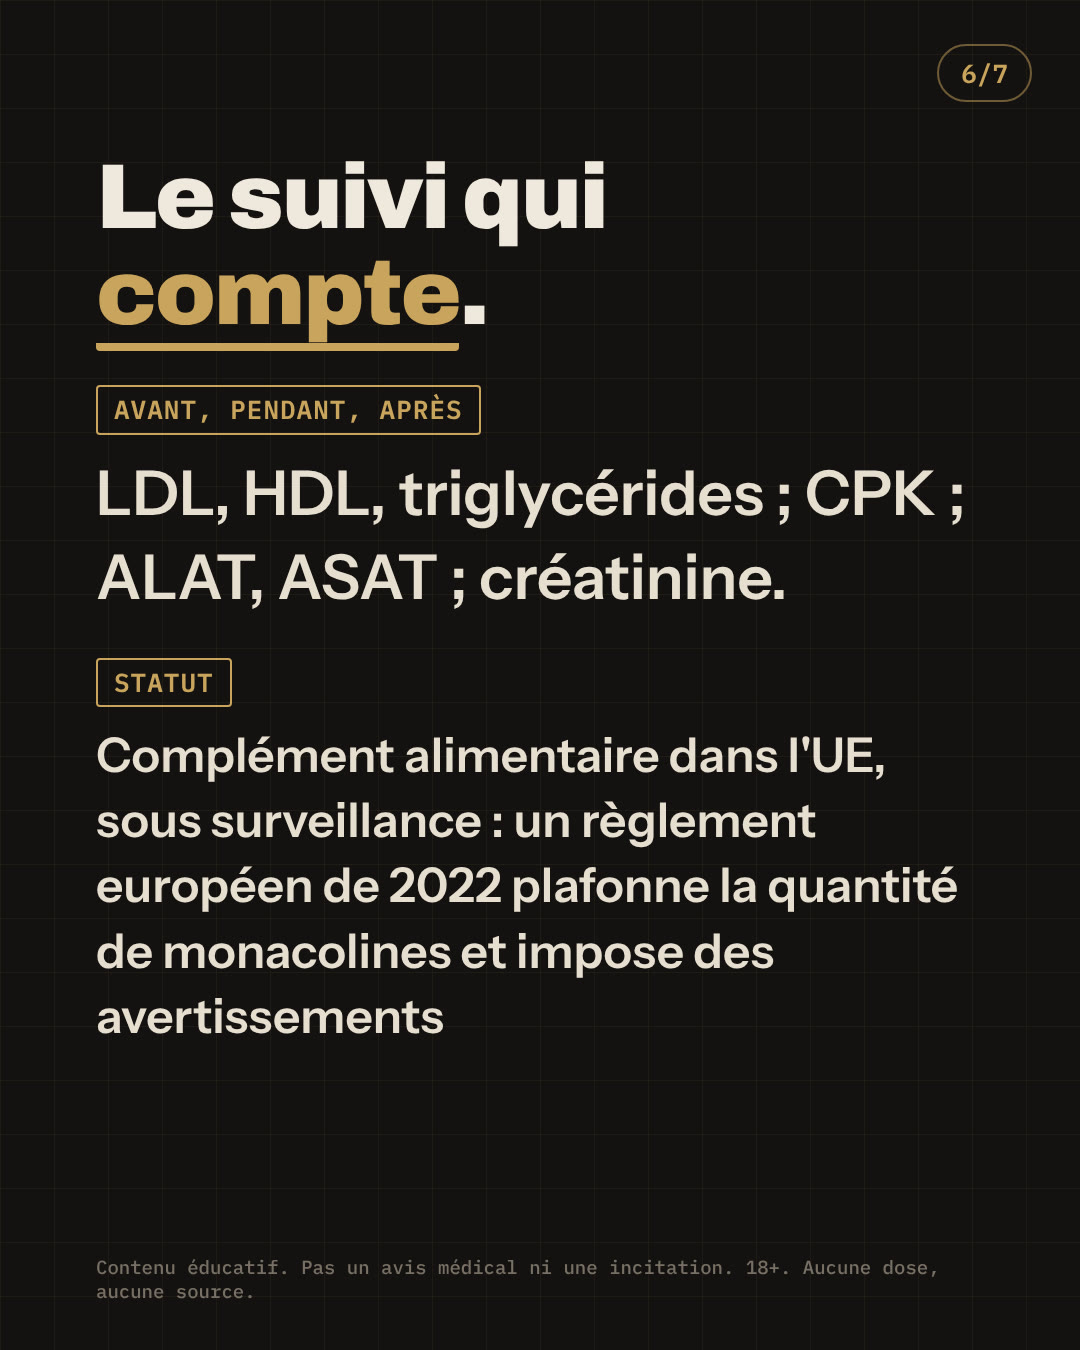 6/7
Le suivi qui
compte.
AVANT, PENDANT, APRÈS
LDL, HDL, triglycérides ; CPK ;
ALAT, ASAT ; créatinine.
STATUT
Complément alimentaire dans l'UE,
sous surveillance : un règlement
européen de 2022 plafonne la quantité
de monacolines et impose des
avertissements
Contenu éducatif. Pas un avis médical ni une incitation. 18+. Aucune dose,
aucune source.